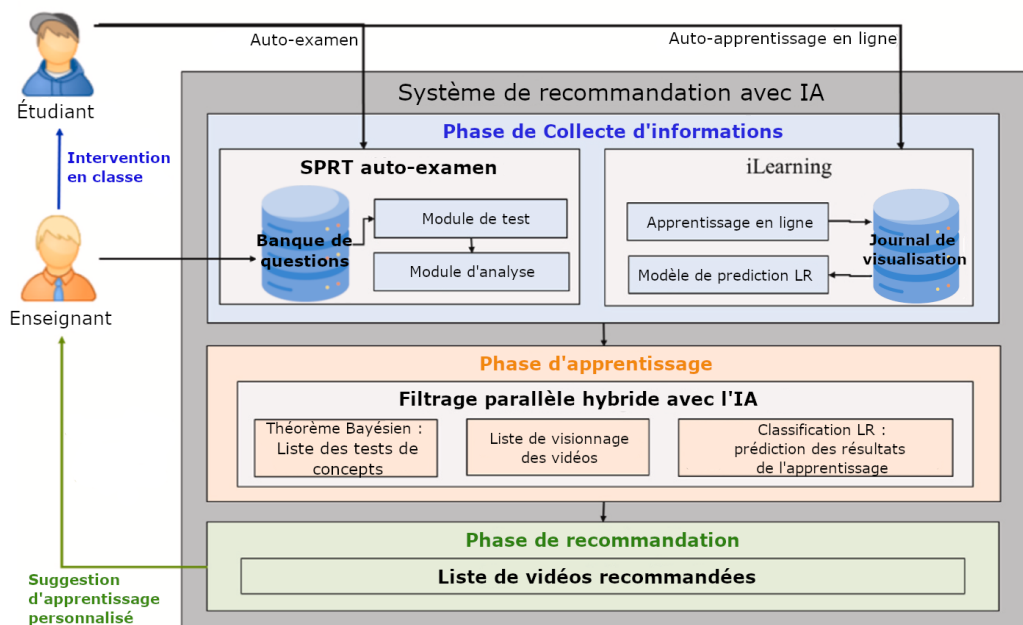 Auto-examen
Auto-apprentissage en ligne
Étudiant
Système de recommandation avec IA
Phase de Collecte d'informations
Intervention
en classe
SPRT auto-examen
Banque de
questions
Module de test
Module d'analyse
iLearning
Apprentissage en ligne
Modèle de prediction LR
Journal de
visualisation
Enseignant
Phase d'apprentissage
Filtrage parallèle hybride avec l'IA
Théorème Bayésien :
Liste des tests de
concepts
Liste de visionnage
des vidéos
Classification LR :
prédiction des résultats
de l'apprentissage
Phase de recommandation
Liste de vidéos recommandées
Suggestion
d'apprentissage
personnalisé